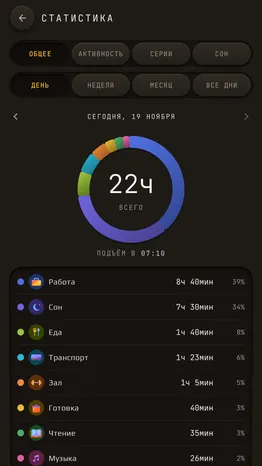 СТАТИСТИКА
ОБЩЕЕ АКТИВНОСТЬ СЕРИИ СОН
ДЕНЬ НЕДЕЛЯ МЕСЯЦ ВСЕ ДНИ
СЕГОДНЯ, 19 НОЯБРЯ
22ч
ВСЕГО
ПОДЪЁМ В 07:10
Работа 8ч 40мин 39%
Сон 7ч 30мин 34%
Еда 1ч 40мин 8%
Транспорт 1ч 23мин 6%
Зал 1ч 5мин 5%
Готовка 40мин 3%
Чтение 35мин 3%
Музыка 26мин 2%